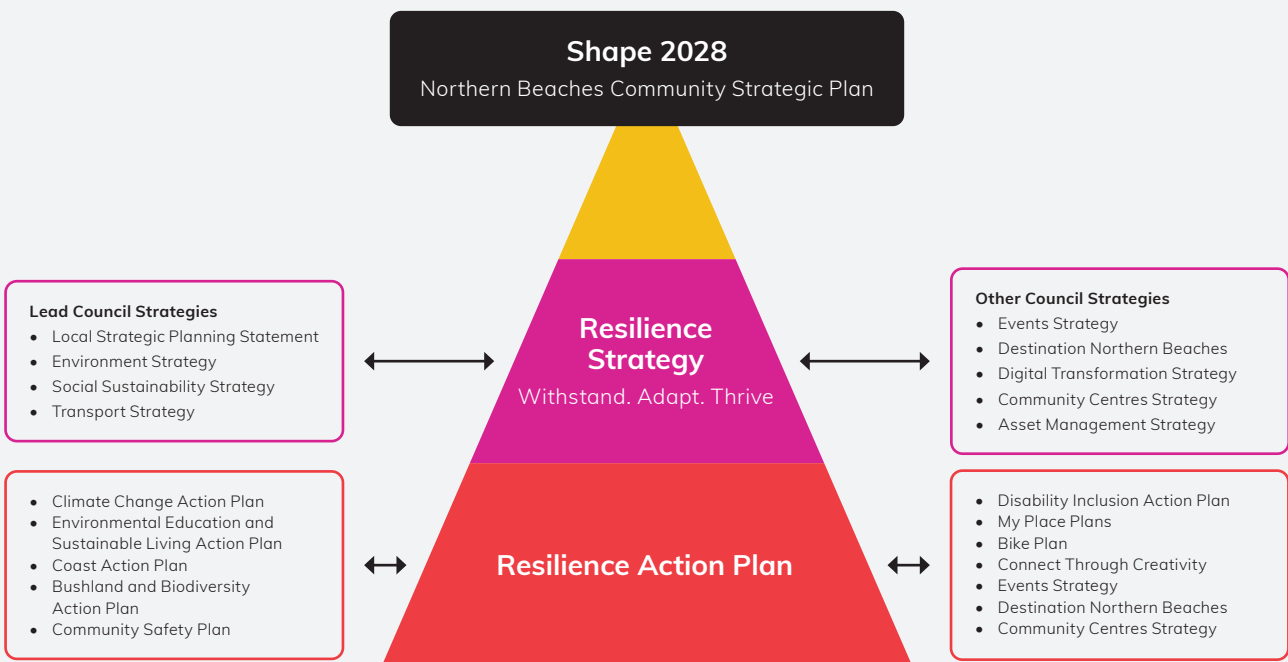 Shape 2028
Northern Beaches Community Strategic Plan
Lead Council Strategies
• Local Strategic Planning Statement
• Environment Strategy
• Social Sustainability Strategy
• Transport Strategy
Resilience
Strategy
Withstand. Adapt. Thrive
Other Council Strategies
• Events Strategy
• Destination Northern Beaches
• Digital Transformation Strategy
• Community Centres Strategy
• Asset Management Strategy
• Climate Change Action Plan
• Environmental Education and
Sustainable Living Action Plan
• Coast Action Plan
• Bushland and Biodiversity
Action Plan
• Community Safety Plan
Resilience Action Plan
• Disability Inclusion Action Plan
• My Place Plans
• Bike Plan
• Connect Through Creativity
• Events Strategy
• Destination Northern Beaches
• Community Centres Strategy